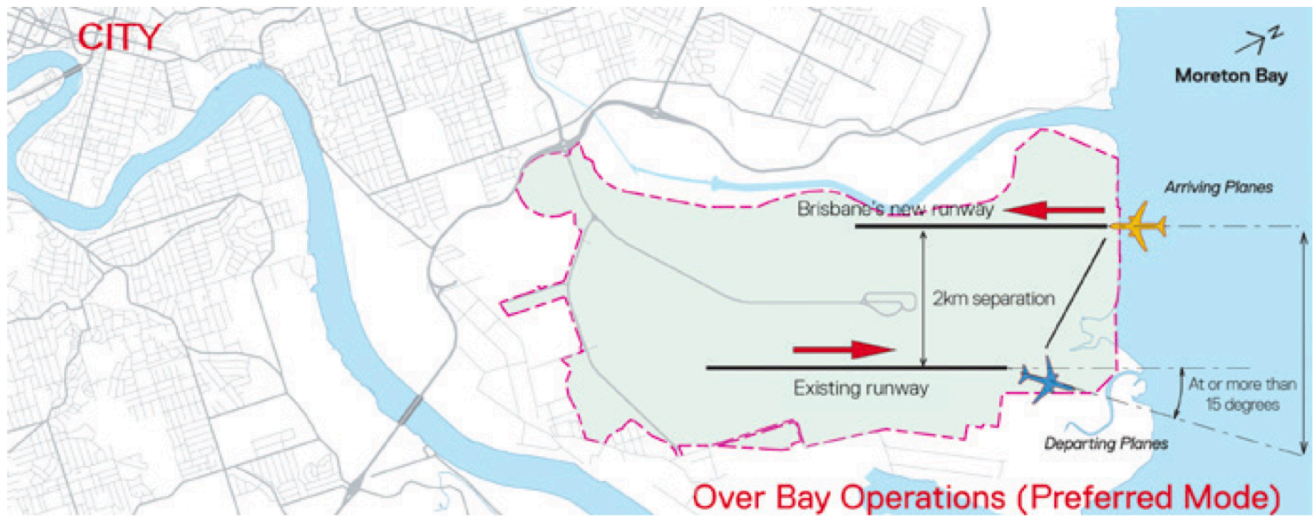 CITY
Z
Moreton Bay
Arriving Planes
Brisbane's new runway
2km separation
Existing runway
At or more than
15 degrees
Departing Planes
Over Bay Operations (Preferred Mode)